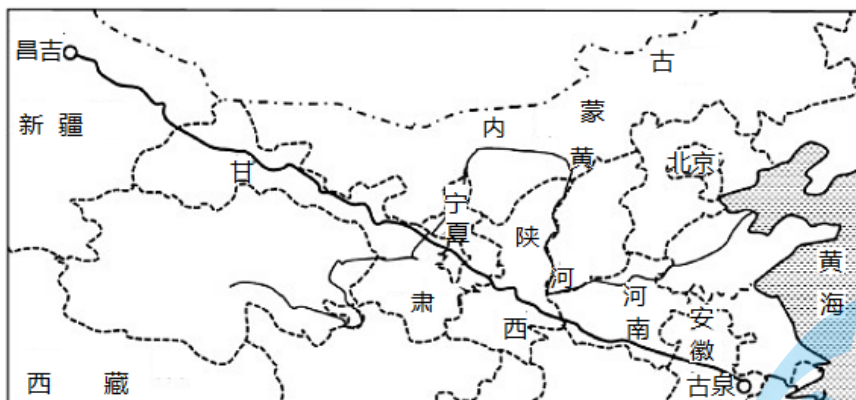 昌吉
新疆
甘
肃
内
蒙
古
宁
夏
陕
西
黄
河
北京
河
南
安
徽
古泉
黄
海
西藏